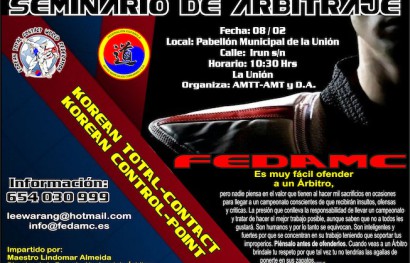 SEMINARIO DE ARBITRAJE
Fecha: 08 / 02
Local: Pabellón Municipal de la Unión
Calle: Irun s/n
Horario: 10:30 Hrs
La Unión
Organiza: AMTT-AMT y D.A.
KOREAN TOTAL-CONTACT
KOREAN CONTROL-POINT
FEDAMC
Es muy fácil ofender
a un Árbitro,
pero nadie piensa en el valor que tienen al hacer mil sacrificios en ocasiones
para llegar a un campeonato conscientes de que recibirán insultos, ofensas
y críticas. La presión que conlleva la responsabilidad de llevar un campeonato
y tratar de hacer el mejor trabajo posible, aunque saben que no a todos les
gustará. Son humanos y por lo tanto se equivocan. Son inteligentes y
fuertes por que se concentran en su trabajo teniendo que soportar tus
improperios. Piénsalo antes de ofenderlos. Cuando veas a un Árbitro
bríndale tu respeto por que tal vez tu no tendrías las agallas de
ponerte en sus zapatos.
Información:
654 030 999
leewarang@hotmail.com
info@fedamc.es
Impartido por:
Maestro Lindomar Almeida